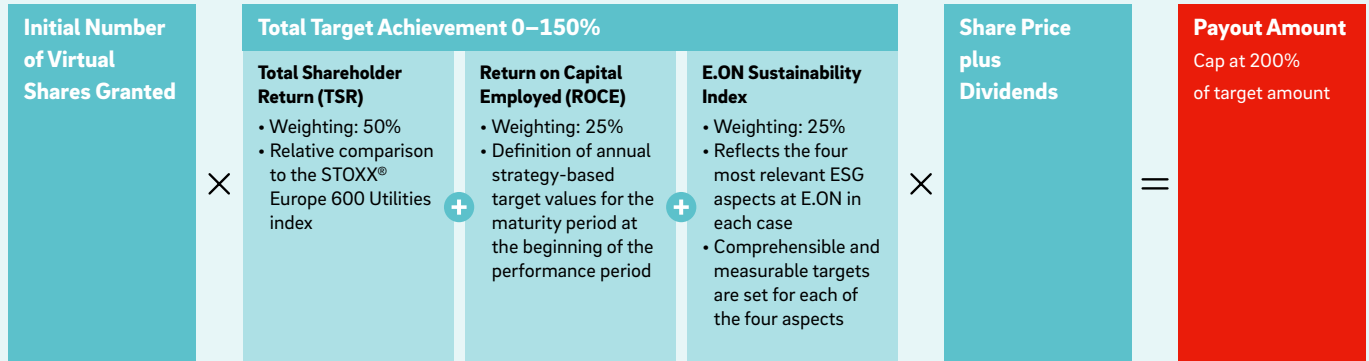 Initial Number
of Virtual
Shares Granted
×
Total Target Achievement 0–150%
Total Shareholder
Return (TSR)
• Weighting: 50%
• Relative comparison
to the STOXX®
Europe 600 Utilities
index
+
Return on Capital
Employed (ROCE)
• Weighting: 25%
• Definition of annual
strategy-based
target values for the
maturity period at
the beginning of the
performance period
+
E.ON Sustainability
Index
• Weighting: 25%
• Reflects the four
most relevant ESG
aspects at E.ON in
each case
• Comprehensible and
measurable targets
are set for each of
the four aspects
×
Share Price
plus
Dividends
=
Payout Amount
Cap at 200%
of target amount